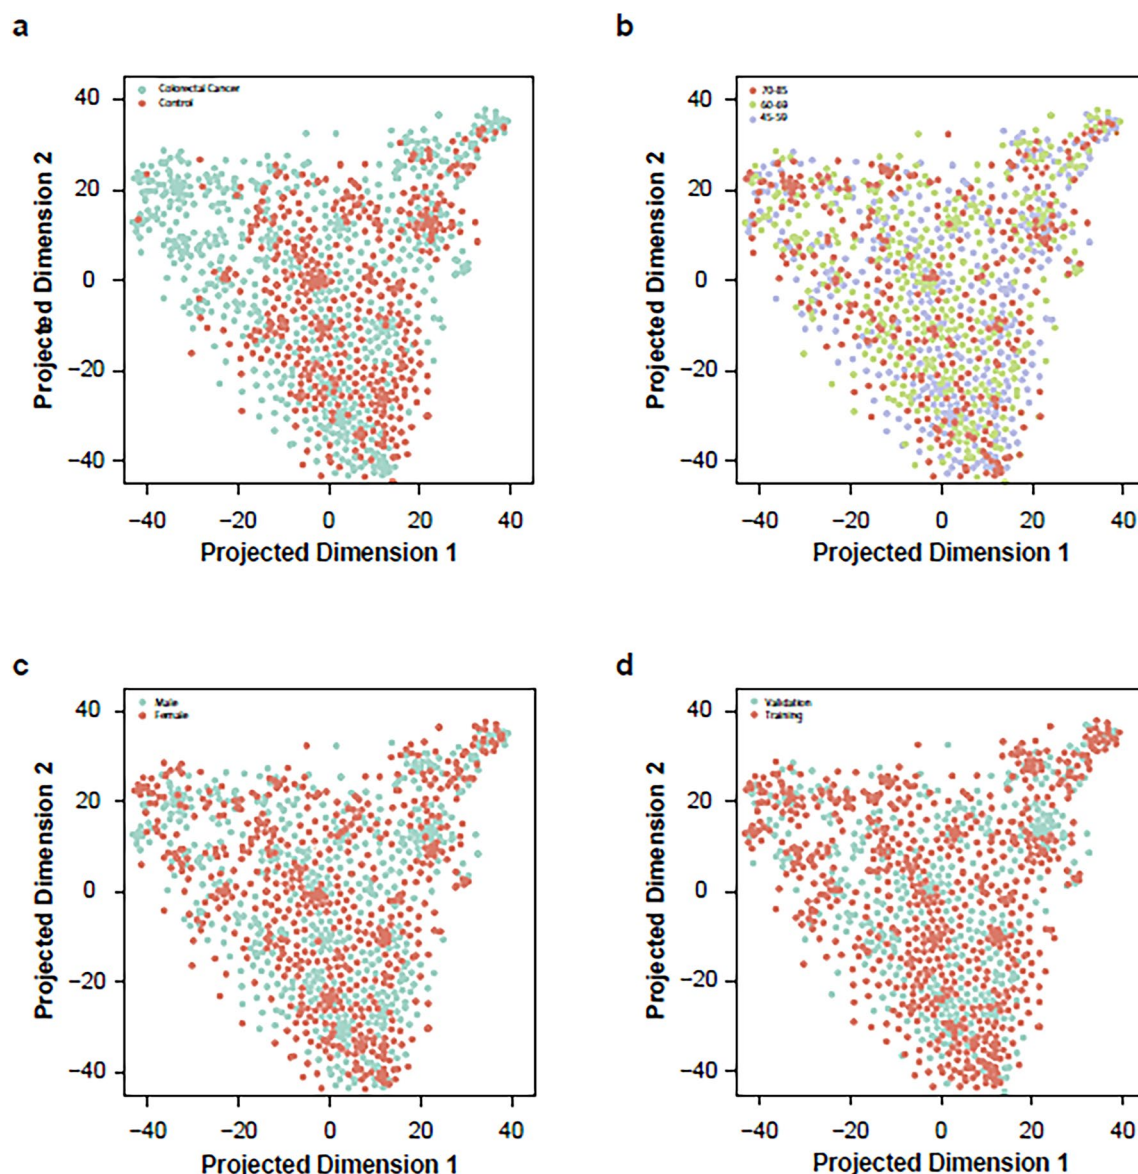 a
b
Colorectal Cancer
Control
40
20
0
−20
−40
−40 −20 0 20 40
Projected Dimension 1
Projected Dimension 2
70-85
60-69
45-59
40
20
0
−20
−40
−40 −20 0 20 40
Projected Dimension 1
Projected Dimension 2
c
d
Male
Female
40
20
0
−20
−40
−40 −20 0 20 40
Projected Dimension 1
Projected Dimension 2
Validation
Training
40
20
0
−20
−40
−40 −20 0 20 40
Projected Dimension 1
Projected Dimension 2